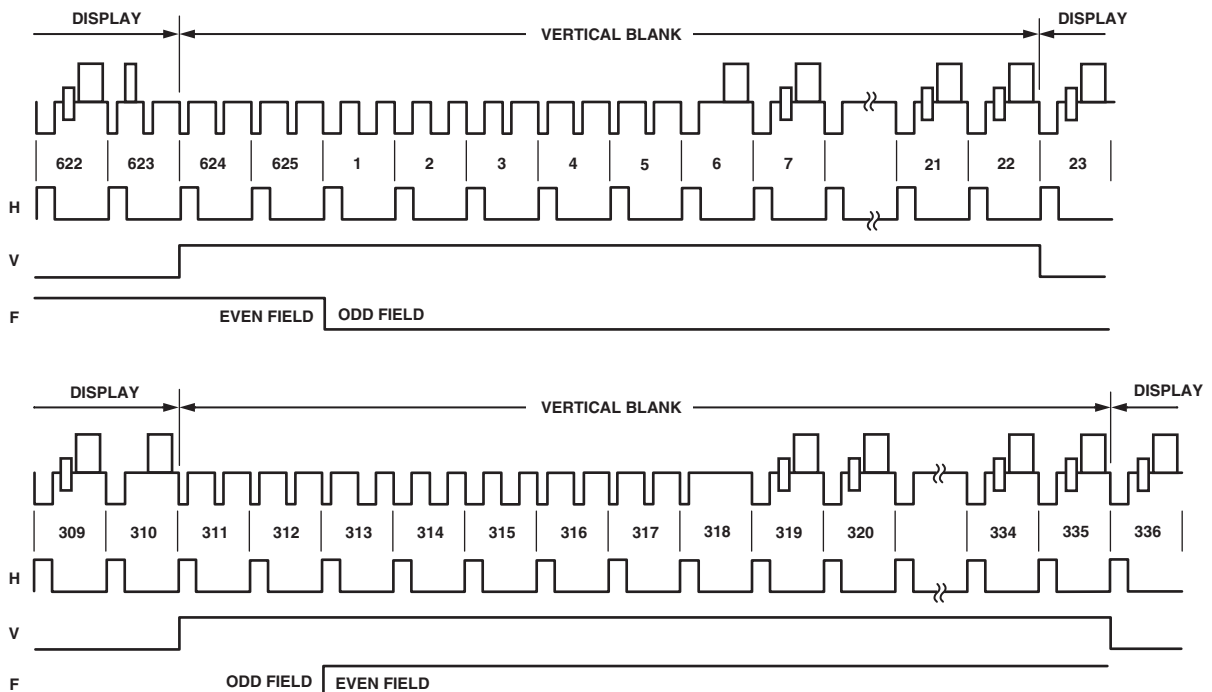 DISPLAY VERTICAL BLANK DISPLAY
622 623 624 625 1 2 3 4 5 6 7 21 22 23
H
V
F EVEN FIELD ODD FIELD
DISPLAY VERTICAL BLANK DISPLAY
309 310 311 312 313 314 315 316 317 318 319 320 334 335 336
H
V
F ODD FIELD EVEN FIELD